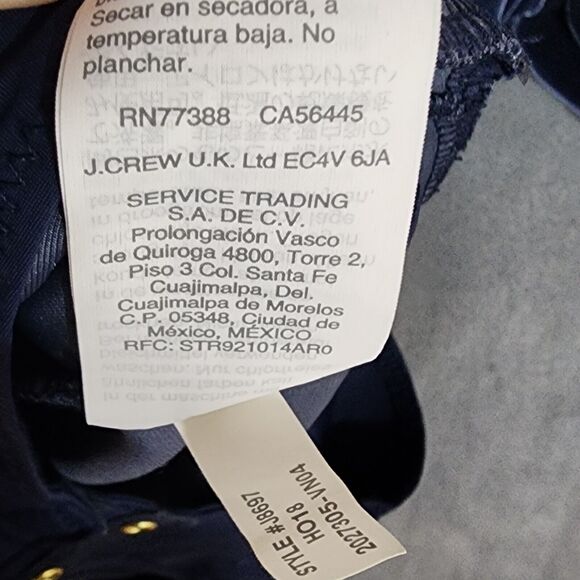 Secar en secadora, a
temperatura baja. No
planchar.
RN77388 CA56445
J.CREW U.K. Ltd EC4V 6JA
SERVICE TRADING
S.A. DE C.V.
Prolongación Vasco
de Quiroga 4800, Torre 2,
Piso 3 Col. Santa Fe
Cuajimalpa, Del.
Cuajimalpa de Morelos
C.P. 05348, Ciudad de
México, MÉXICO
RFC: STR921014ARo
STYLE #J8697
HO18
2027305-VN04